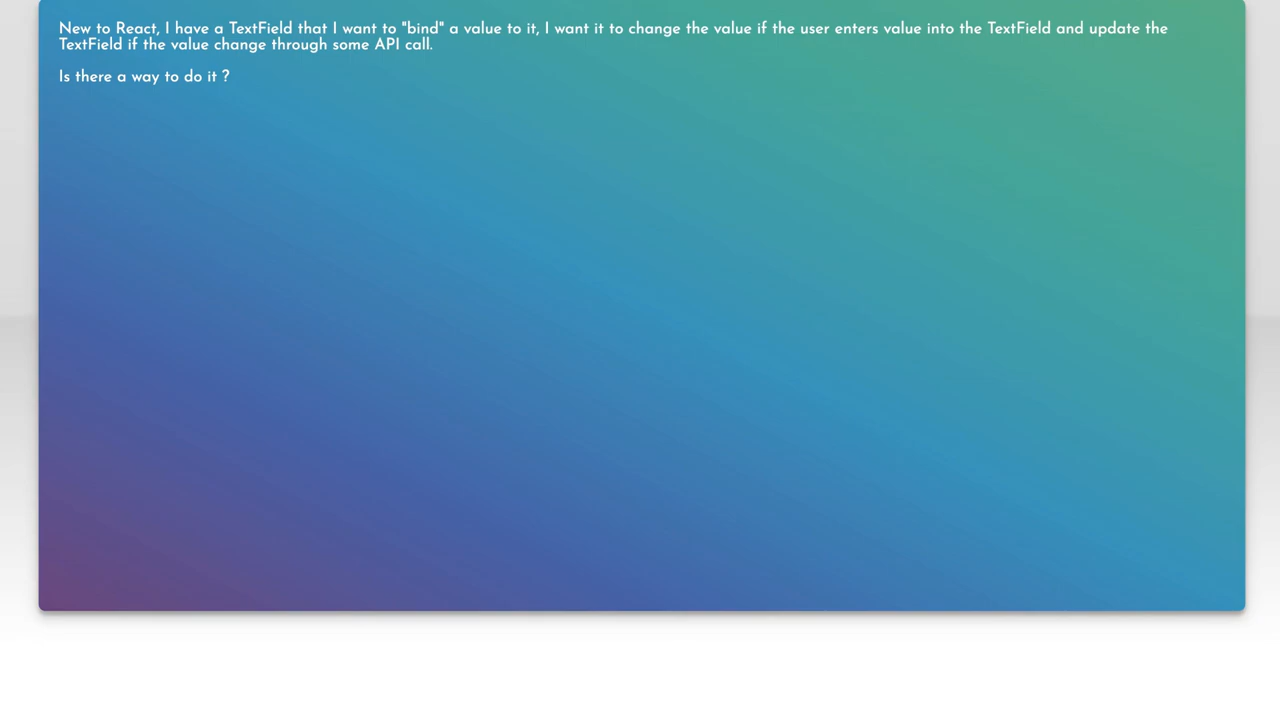 New to React, I have a TextField that I want to "bind" a value to it, I want it to change the value if the user enters value into the TextField and update the
TextField if the value change through some API call.
Is there a way to do it ?